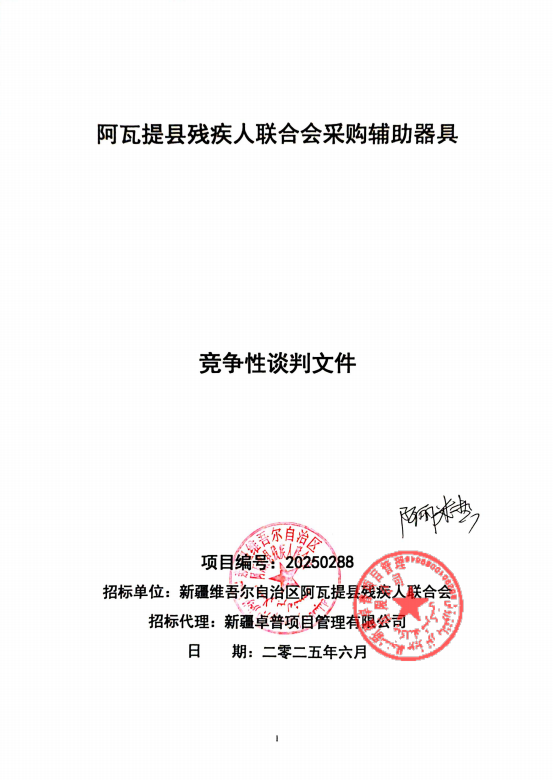 阿瓦提县残疾人联合会采购辅助器具
竞争性谈判文件
项目编号：20250288
招标单位：新疆维吾尔自治区阿瓦提县残疾人联合会
招标代理：新疆卓普项目管理有限公司
日 期：二零二五年六月
1